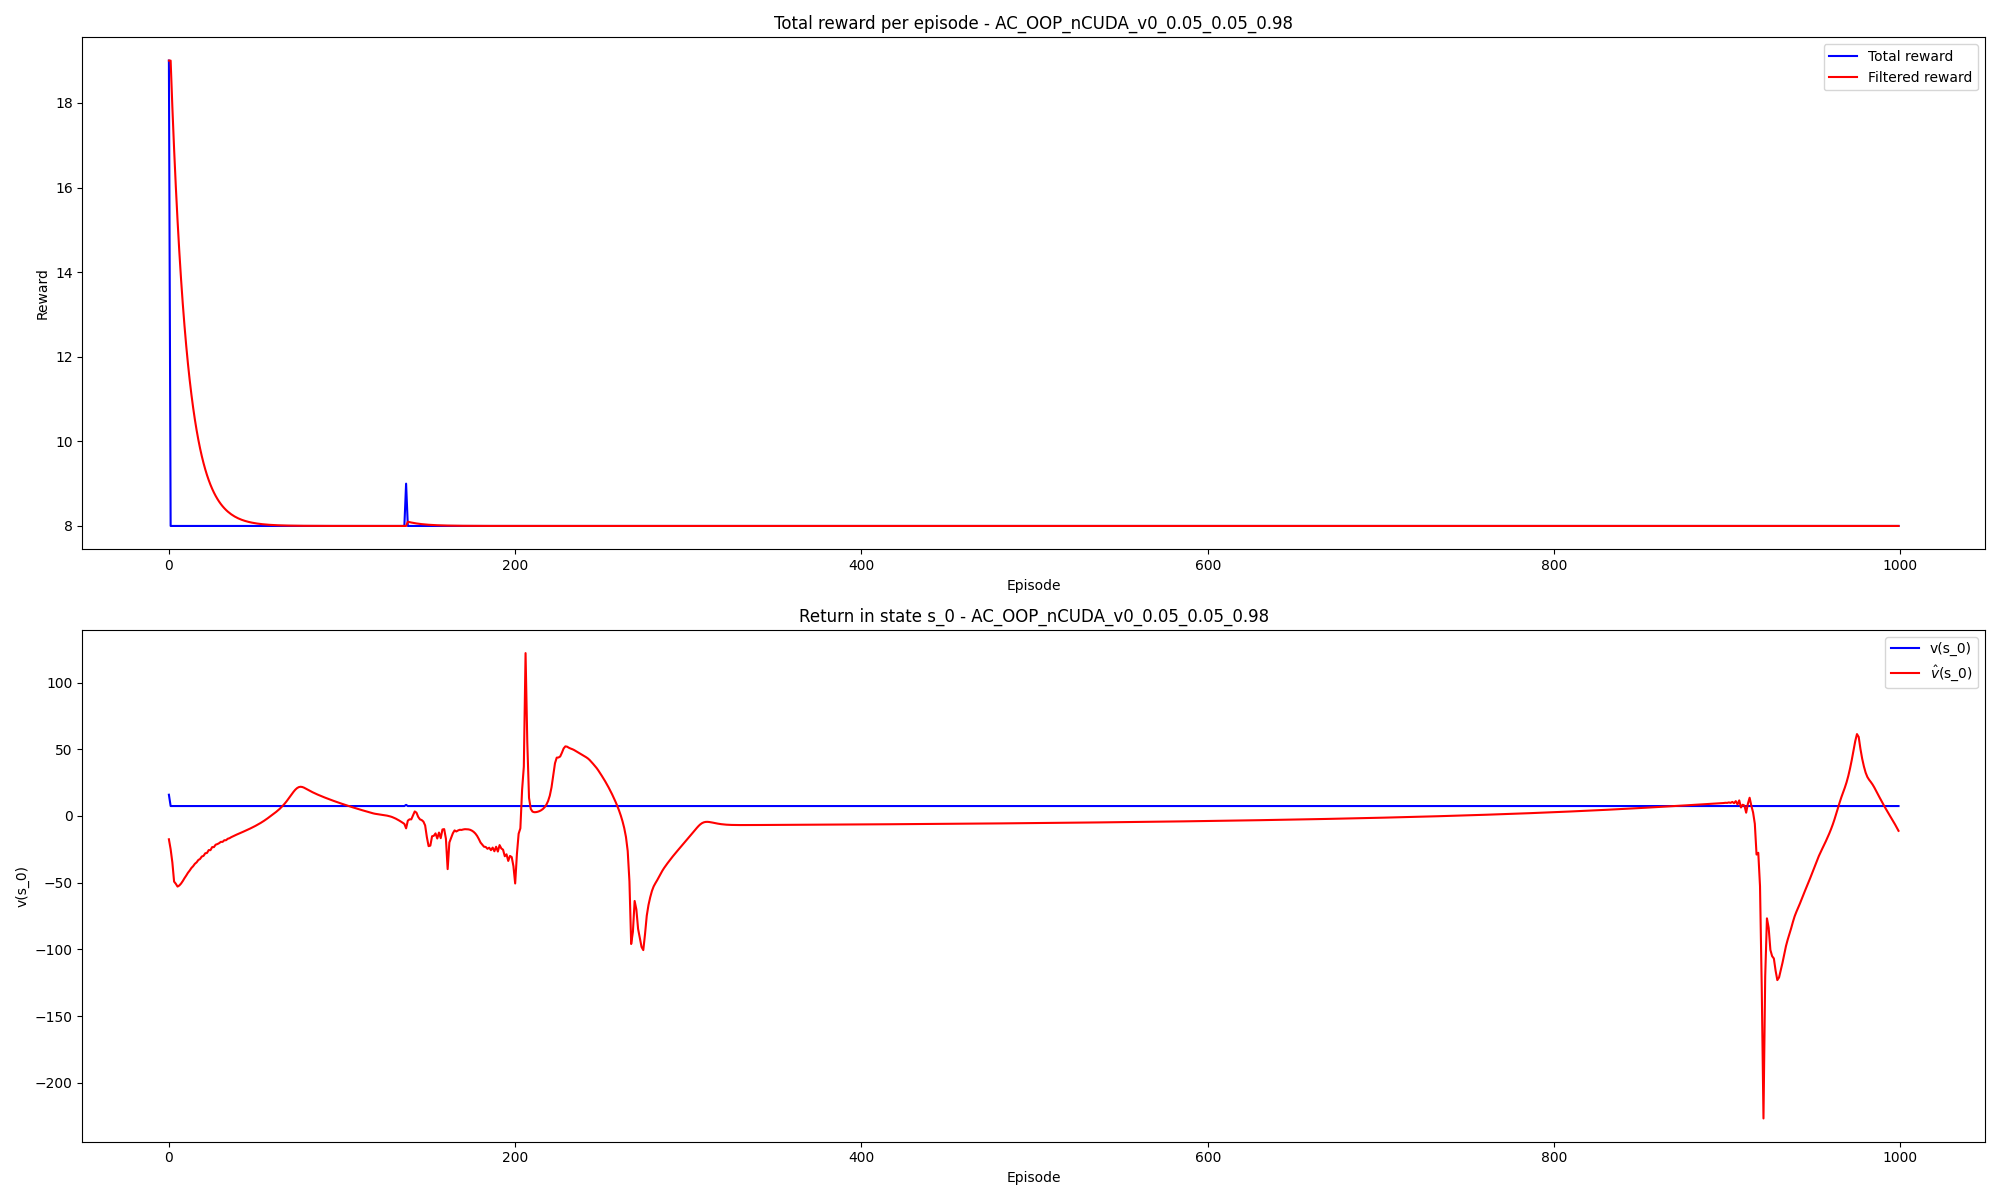 Total reward per episode - AC_OOP_nCUDA_v0_0.05_0.05_0.98
Total reward
Filtered reward
18
16
14
12
10
8
Reward
0
200
400
600
800
1000
Episode
Return in state s_0 - AC_OOP_nCUDA_v0_0.05_0.05_0.98
v(s_0)
v̂(s_0)
100
50
0
−50
−100
−150
−200
v(s_0)
0
200
400
600
800
1000
Episode